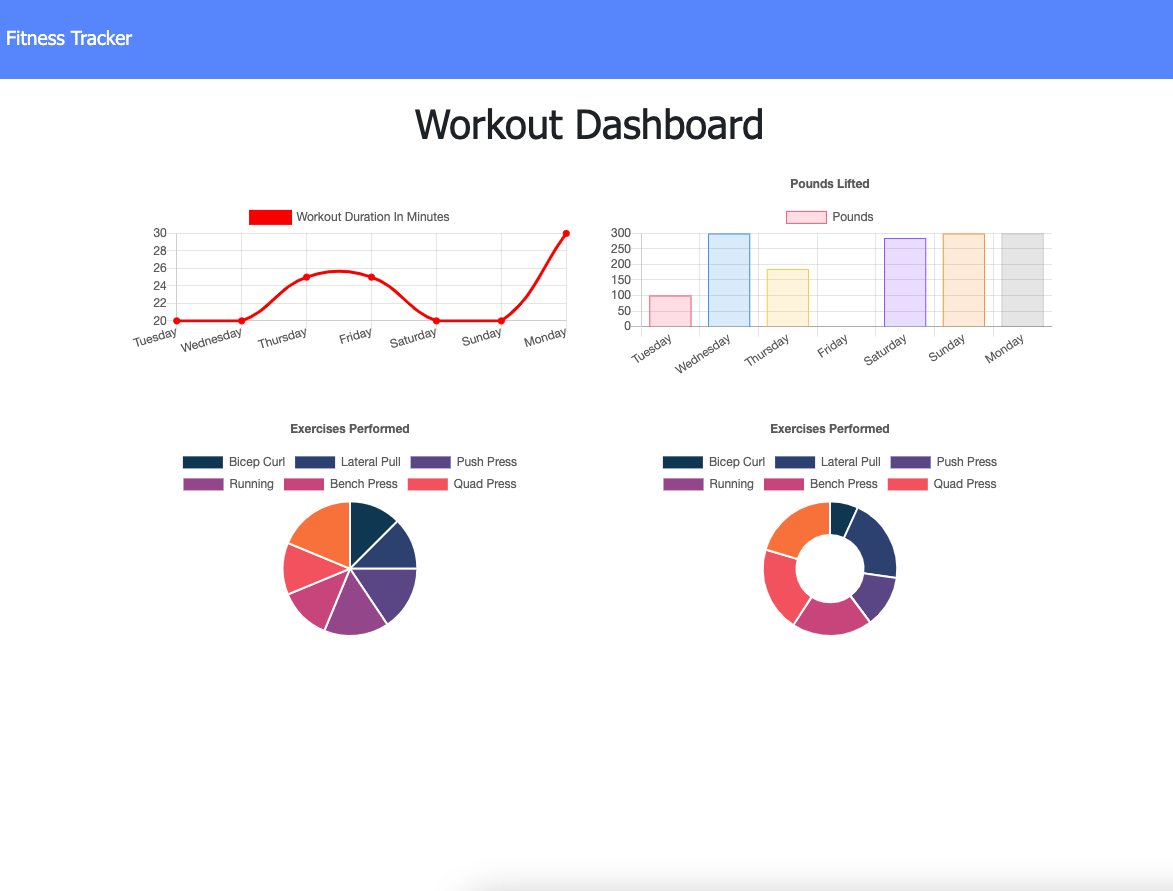 Fitness Tracker
Workout Dashboard
Workout Duration In Minutes
30
28
26
24
22
20
Tuesday Wednesday Thursday Friday Saturday Sunday Monday
Pounds Lifted
Pounds
300
250
200
150
100
50
0
Tuesday Wednesday Thursday Friday Saturday Sunday Monday
Exercises Performed
Bicep Curl Lateral Pull Push Press
Running Bench Press Quad Press
Exercises Performed
Bicep Curl Lateral Pull Push Press
Running Bench Press Quad Press